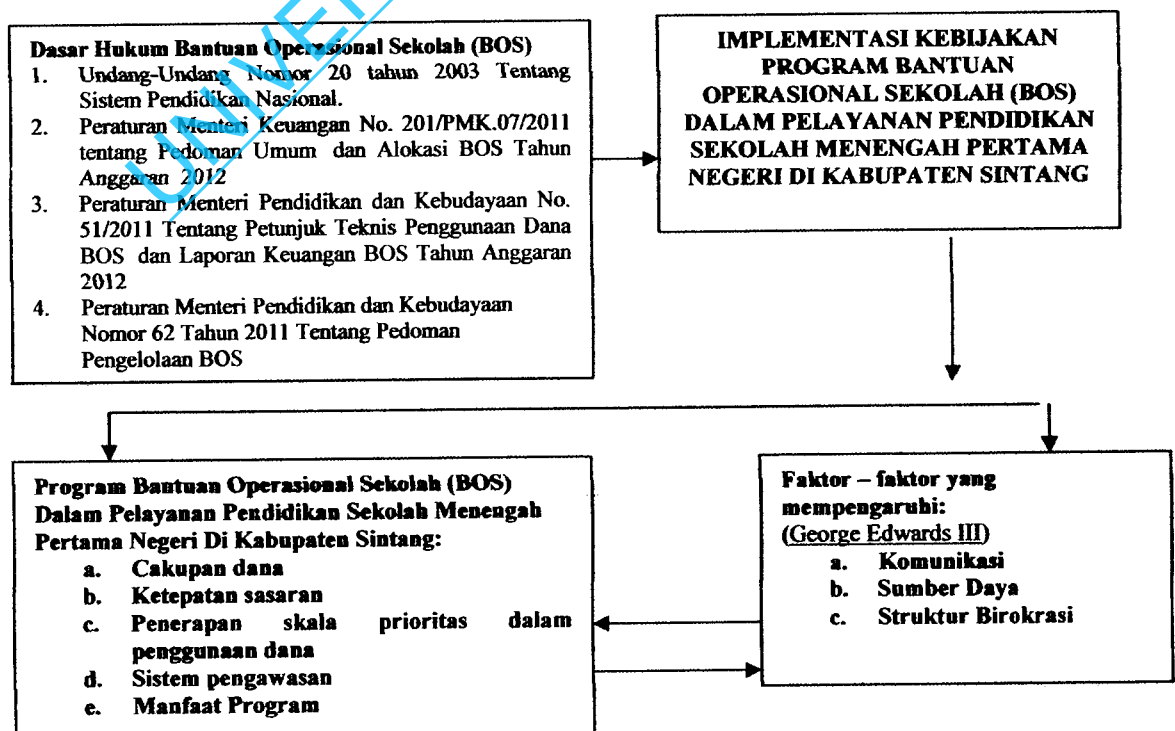 Dasar Hukum Bantuan Operasional Sekolah (BOS)
1. Undang-Undang Nomor 20 tahun 2003 Tentang
Sistem Pendidikan Nasional.
2. Peraturan Menteri Keuangan No. 201/PMK.07/2011
tentang Pedoman Umum dan Alokasi BOS Tahun
Anggaran 2012
3. Peraturan Menteri Pendidikan dan Kebudayaan No.
51/2011 Tentang Petunjuk Teknis Penggunaan Dana
BOS dan Laporan Keuangan BOS Tahun Anggaran
2012
4. Peraturan Menteri Pendidikan dan Kebudayaan
Nomor 62 Tahun 2011 Tentang Pedoman
Pengelolaan BOS
IMPLEMENTASI KEBIJAKAN
PROGRAM BANTUAN
OPERASIONAL SEKOLAH (BOS)
DALAM PELAYANAN PENDIDIKAN
SEKOLAH MENENGAH PERTAMA
NEGERI DI KABUPATEN SINTANG
Program Bantuan Operasional Sekolah (BOS)
Dalam Pelayanan Pendidikan Sekolah Menengah
Pertama Negeri Di Kabupaten Sintang:
a. Cakupan dana
b. Ketepatan sasaran
c. Penerapan skala prioritas dalam
penggunaan dana
d. Sistem pengawasan
e. Manfaat Program
Faktor – faktor yang
mempengaruhi:
(George Edwards III)
a. Komunikasi
b. Sumber Daya
c. Struktur Birokrasi